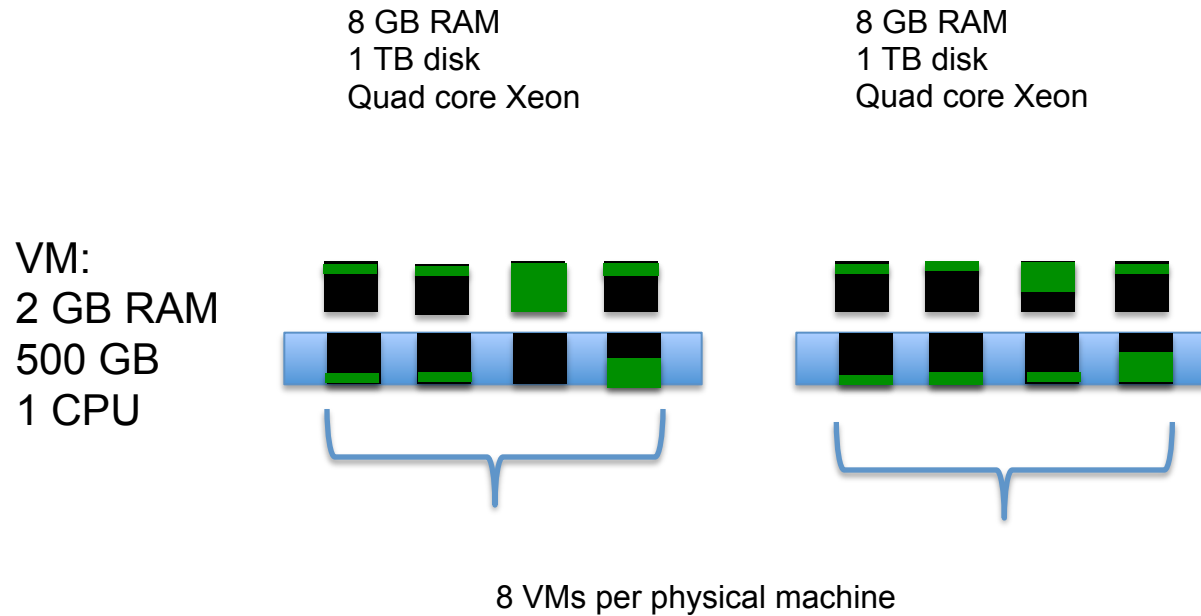 8 GB RAM
1 TB disk
Quad core Xeon
8 GB RAM
1 TB disk
Quad core Xeon
VM:
2 GB RAM
500 GB
1 CPU
8 VMs per physical machine